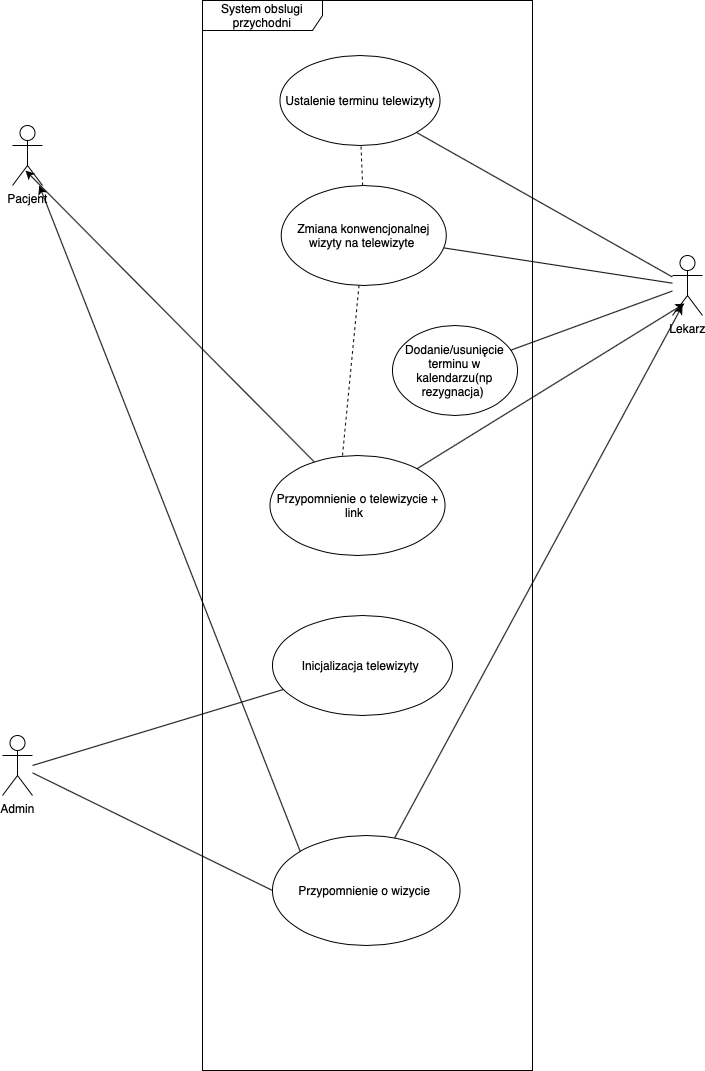 System obslugi
przychodni
Ustalenie terminu telewizyty
Pacjent
Zmiana konwencjonalnej
wizyty na telewizyte
Lekarz
Dodanie/usunięcie
terminu w
kalendarzu(np
rezygnacja)
Przypomnienie o telewizycie +
link
Inicjalizacja telewizyty
Admin
Przypomnienie o wizycie